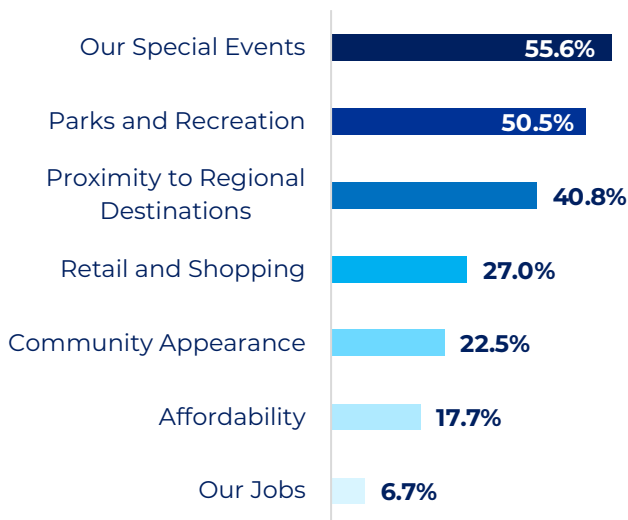 Our Special Events 55.6%
Parks and Recreation 50.5%
Proximity to Regional
Destinations 40.8%
Retail and Shopping 27.0%
Community Appearance 22.5%
Affordability 17.7%
Our Jobs 6.7%